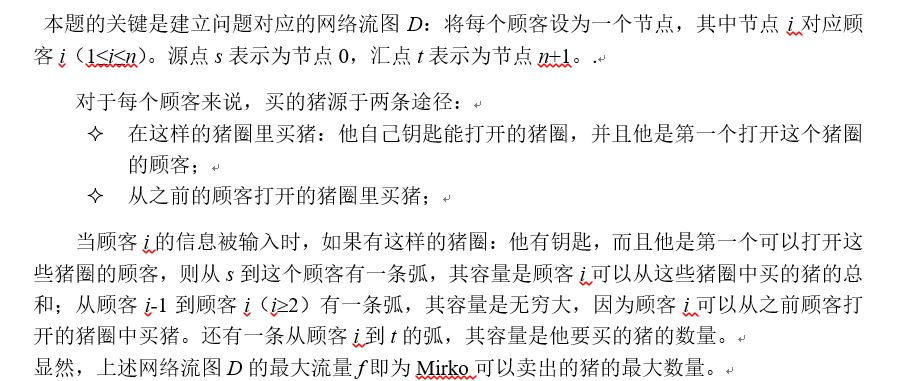 本题的关键是建立问题对应的网络流图 D：将每个顾客设为一个节点，其中节点 i 对应顾
客 i（1≤i≤n）。源点 s 表示为节点 0，汇点 t 表示为节点 n+1。.
对于每个顾客来说，买的猪源于两条途径：
✧ 在这样的猪圈里买猪：他自己钥匙能打开的猪圈，并且他是第一个打开这个猪圈
的顾客；
✧ 从之前的顾客打开的猪圈里买猪；
当顾客 i 的信息被输入时，如果有这样的猪圈：他有钥匙，而且他是第一个可以打开这
些猪圈的顾客，则从 s 到这个顾客有一条弧，其容量是顾客 i 可以从这些猪圈中买的猪的总
和；从顾客 i-1 到顾客 i（i≥2）有一条弧，其容量是无穷大，因为顾客 i 可以从之前顾客打
开的猪圈中买猪。还有一条从顾客 i 到 t 的弧，其容量是他要买的猪的数量。
显然，上述网络流图 D 的最大流量 f 即为 Mirko 可以卖出的猪的最大数量。